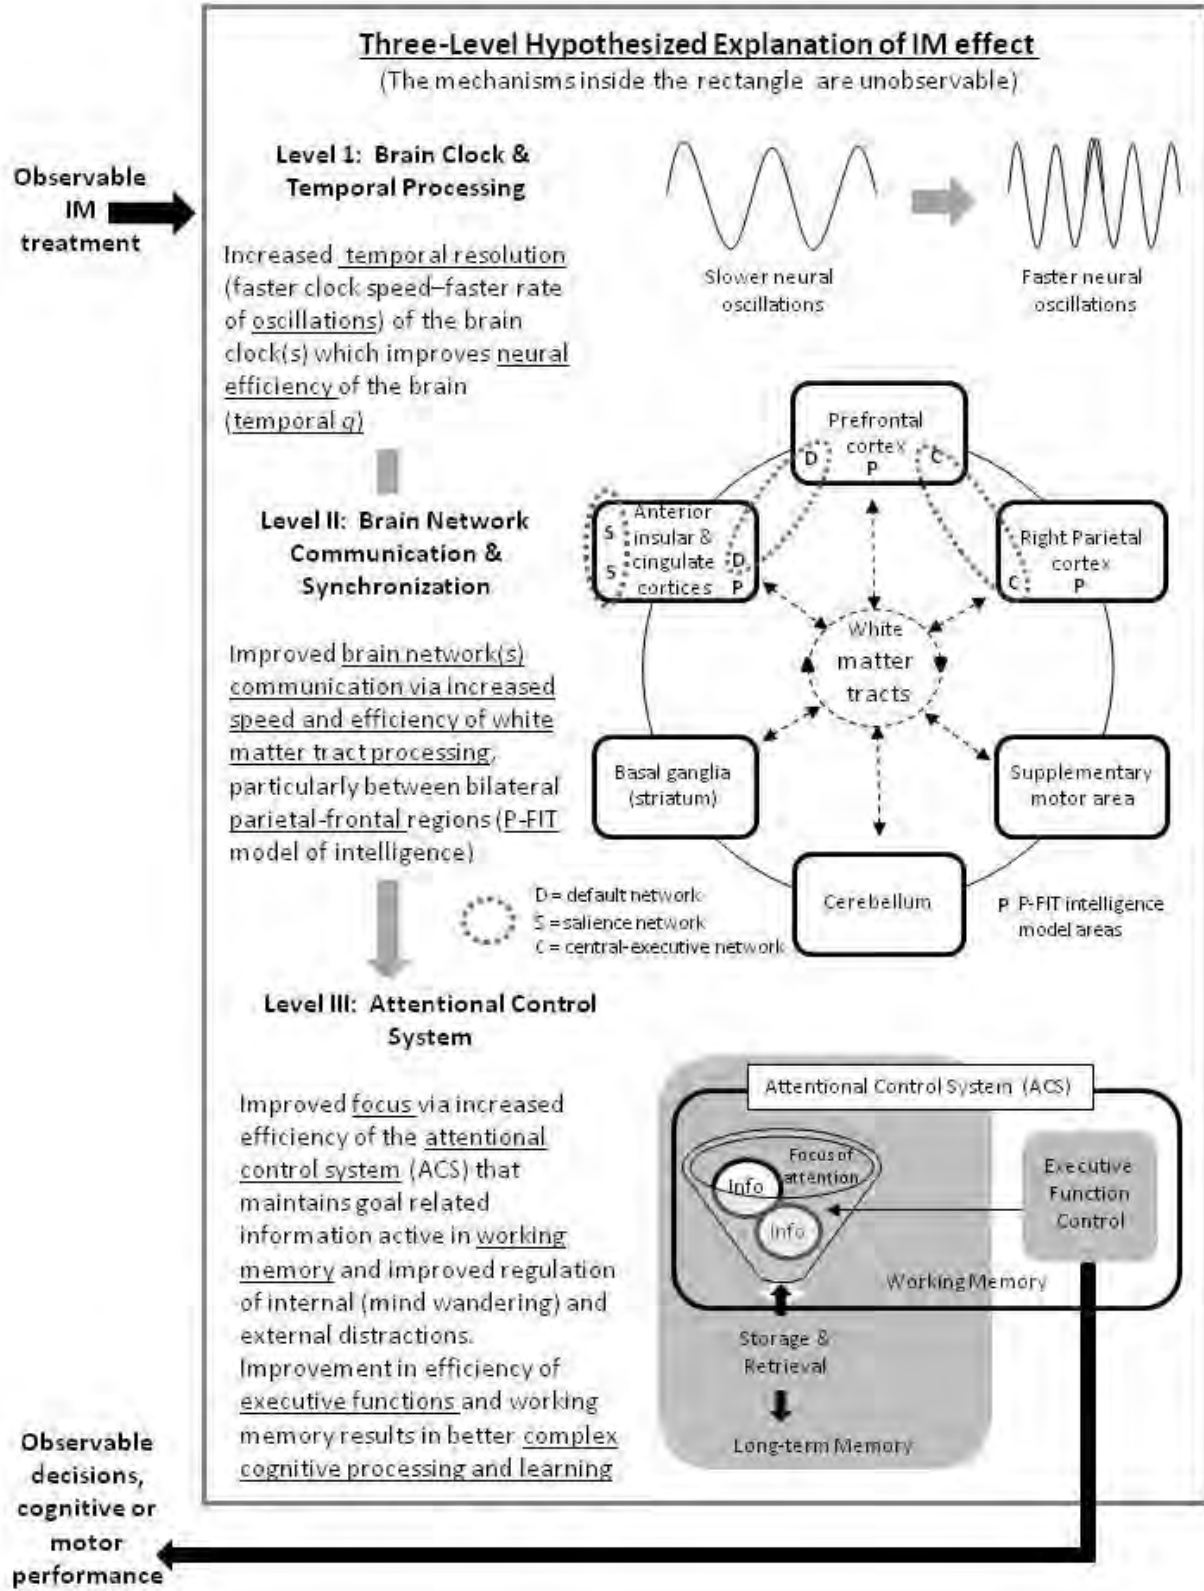 Three-Level Hypothesized Explanation of IM effect
(The mechanisms inside the rectangle are unobservable)
Observable
IM
treatment
Level 1: Brain Clock &
Temporal Processing
Increased temporal resolution
(faster clock speed–faster rate
of oscillations) of the brain
clock(s) which improves neural
efficiency of the brain
(temporal g)
Slower neural
oscillations
Faster neural
oscillations
Level II: Brain Network
Communication &
Synchronization
Improved brain network(s)
communication via increased
speed and efficiency of white
matter tract processing,
particularly between bilateral
parietal-frontal regions (P-FIT
model of intelligence)
Prefrontal
cortex
D
P
C
Anterior
insular &
cingulate
cortices
S
S
D
P
Right Parietal
cortex
C
P
White
matter
tracts
Basal ganglia
(striatum)
Supplementary
motor area
Cerebellum
D = default network
S = salience network
C = central-executive network
P P-FIT intelligence
model areas
Level III: Attentional Control
System
Improved focus via increased
efficiency of the attentional
control system (ACS) that
maintains goal related
information active in working
memory and improved regulation
of internal (mind wandering) and
external distractions.
Improvement in efficiency of
executive functions and working
memory results in better complex
cognitive processing and learning
Attentional Control System (ACS)
Focus of
attention
Info
Info
Executive
Function
Control
Working Memory
Storage &
Retrieval
Long-term Memory
Observable
decisions,
cognitive or
motor
performance